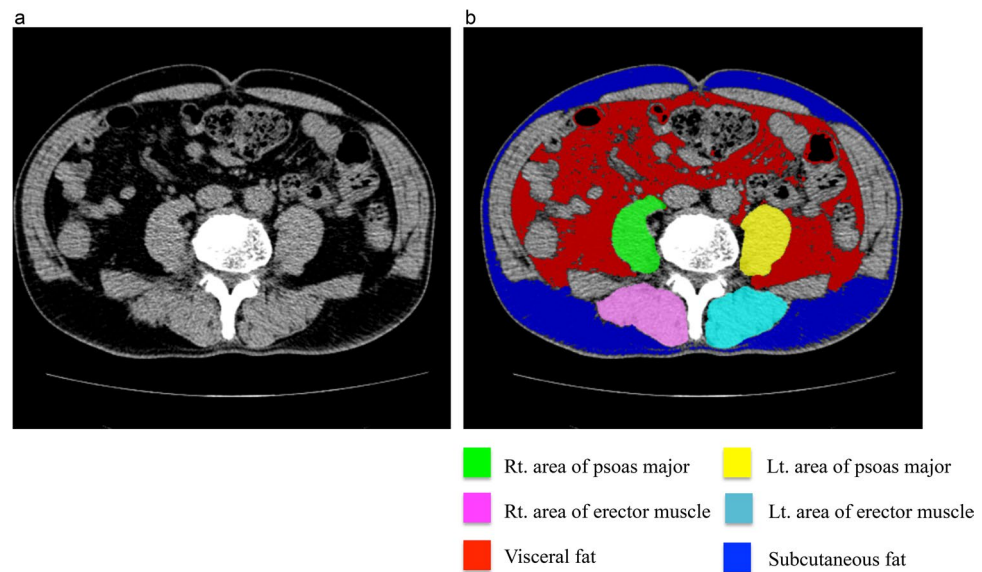 a
b
Rt. area of psoas major
Lt. area of psoas major
Rt. area of erector muscle
Lt. area of erector muscle
Visceral fat
Subcutaneous fat